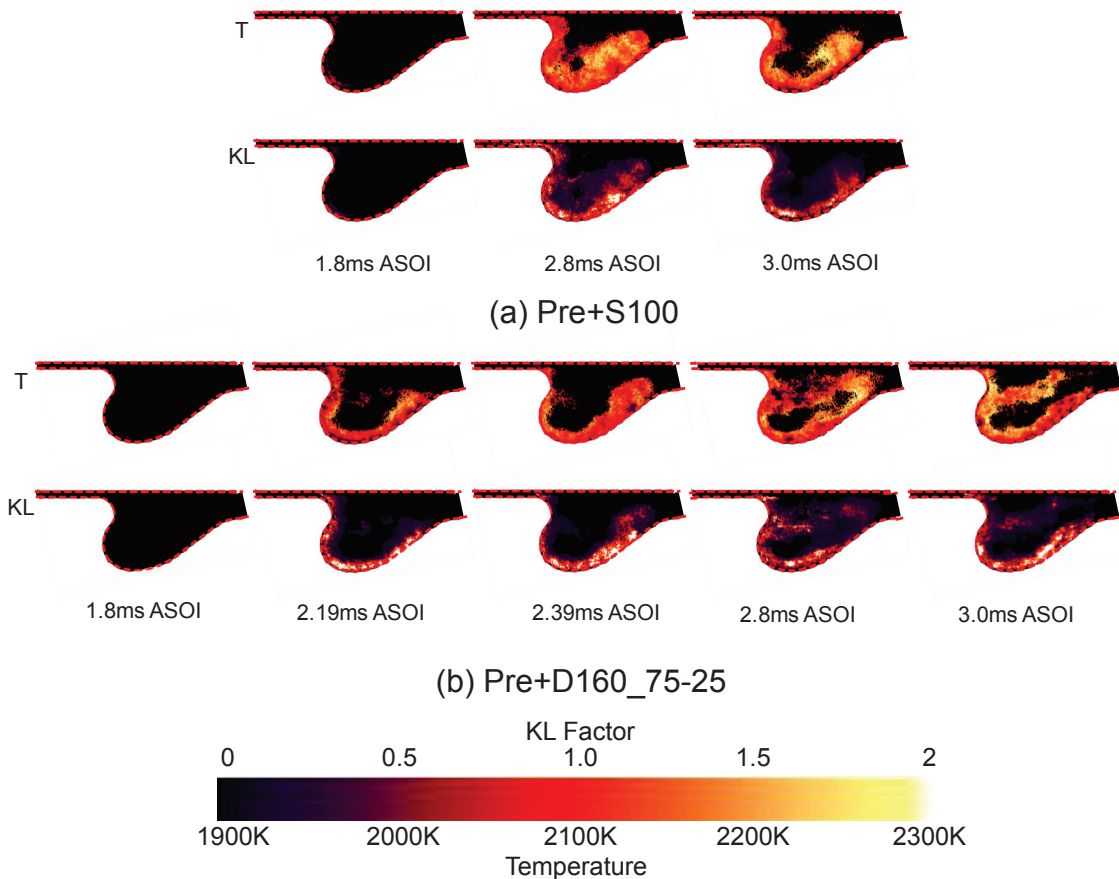 T
KL
1.8ms ASOI 2.8ms ASOI 3.0ms ASOI
(a) Pre+S100
T
KL
1.8ms ASOI 2.19ms ASOI 2.39ms ASOI 2.8ms ASOI 3.0ms ASOI
(b) Pre+D160_75-25
KL Factor
0 0.5 1.0 1.5 2
1900K 2000K 2100K 2200K 2300K
Temperature